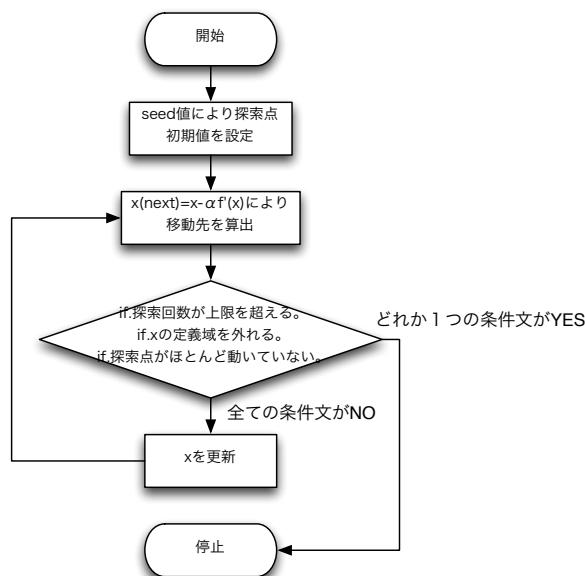 開始
seed値により探索点
初期値を設定
x(next)=x-αf'(x)により
移動先を算出
if.探索回数が上限を超える。
if.xの定義域を外れる。
if.探索点がほとんど動いていない。
どれか１つの条件文がYES
全ての条件文がNO
xを更新
停止